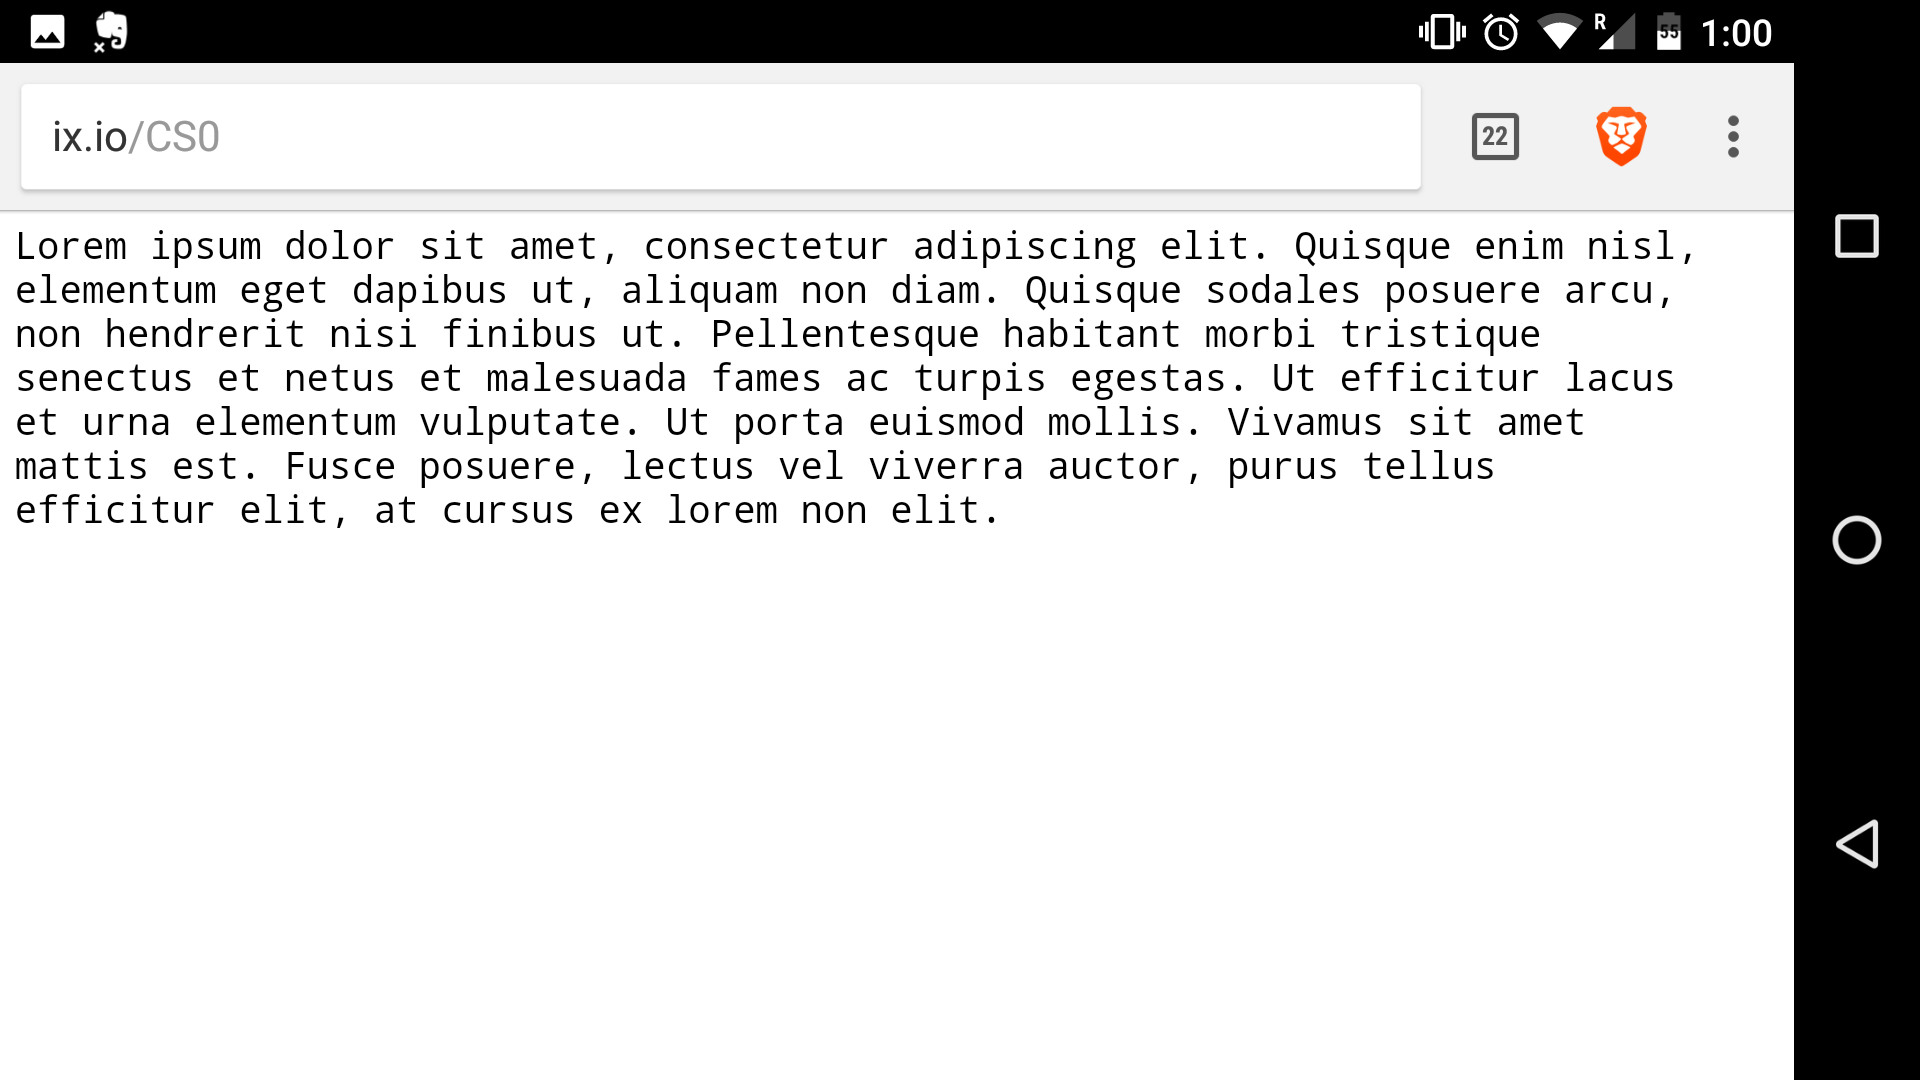 R 55 1:00
ix.io/CS0 22
Lorem ipsum dolor sit amet, consectetur adipiscing elit. Quisque enim nisl,
elementum eget dapibus ut, aliquam non diam. Quisque sodales posuere arcu,
non hendrerit nisi finibus ut. Pellentesque habitant morbi tristique
senectus et netus et malesuada fames ac turpis egestas. Ut efficitur lacus
et urna elementum vulputate. Ut porta euismod mollis. Vivamus sit amet
mattis est. Fusce posuere, lectus vel viverra auctor, purus tellus
efficitur elit, at cursus ex lorem non elit.